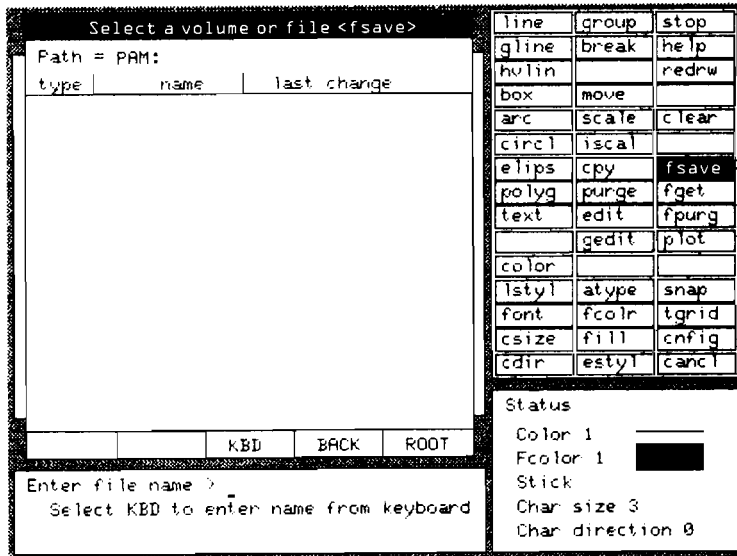 Select a volume or file <fsave>
Path = PAM:
type name last change
KBD BACK ROOT
Enter file name >
Select KBD to enter name from keyboard
line group stop
gline break help
hvlin redrw
box move
arc scale clear
circl iscal
elips cpy fsave
polyg purge fget
text edit fpurg
gedit plot
color
lstyl atype snap
font fcolr tgrid
csize fill cnfig
cdir estyl cancl
Status
Color 1
Fcolor 1
Stick
Char size 3
Char direction 0